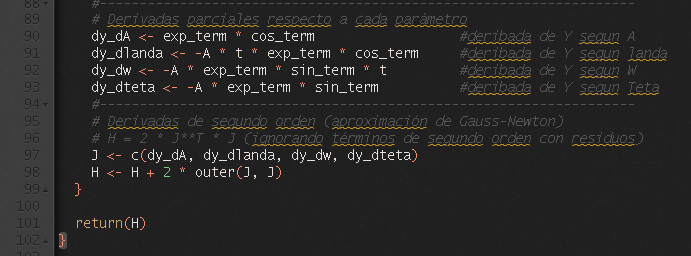 88 #----------------------------------------------------------------------
89 # Derivadas parciales respecto a cada parámetro
90 dy_dA <- exp_term * cos_term #deribada de Y segun A
91 dy_dlanda <- -A * t * exp_term * cos_term #deribada de Y segun landa
92 dy_dw <- -A * exp_term * sin_term * t #deribada de Y segun W
93 dy_dteta <- -A * exp_term * sin_term #deribada de Y segun Teta
94 #----------------------------------------------------------------------
95 # Derivadas de segundo orden (aproximación de Gauss-Newton)
96 # H = 2 * J**T * J (ignorando términos de segundo orden con residuos)
97 J <- c(dy_dA, dy_dlanda, dy_dw, dy_dteta)
98 H <- H + 2 * outer(J, J)
99 }
100
101 return(H)
102 }